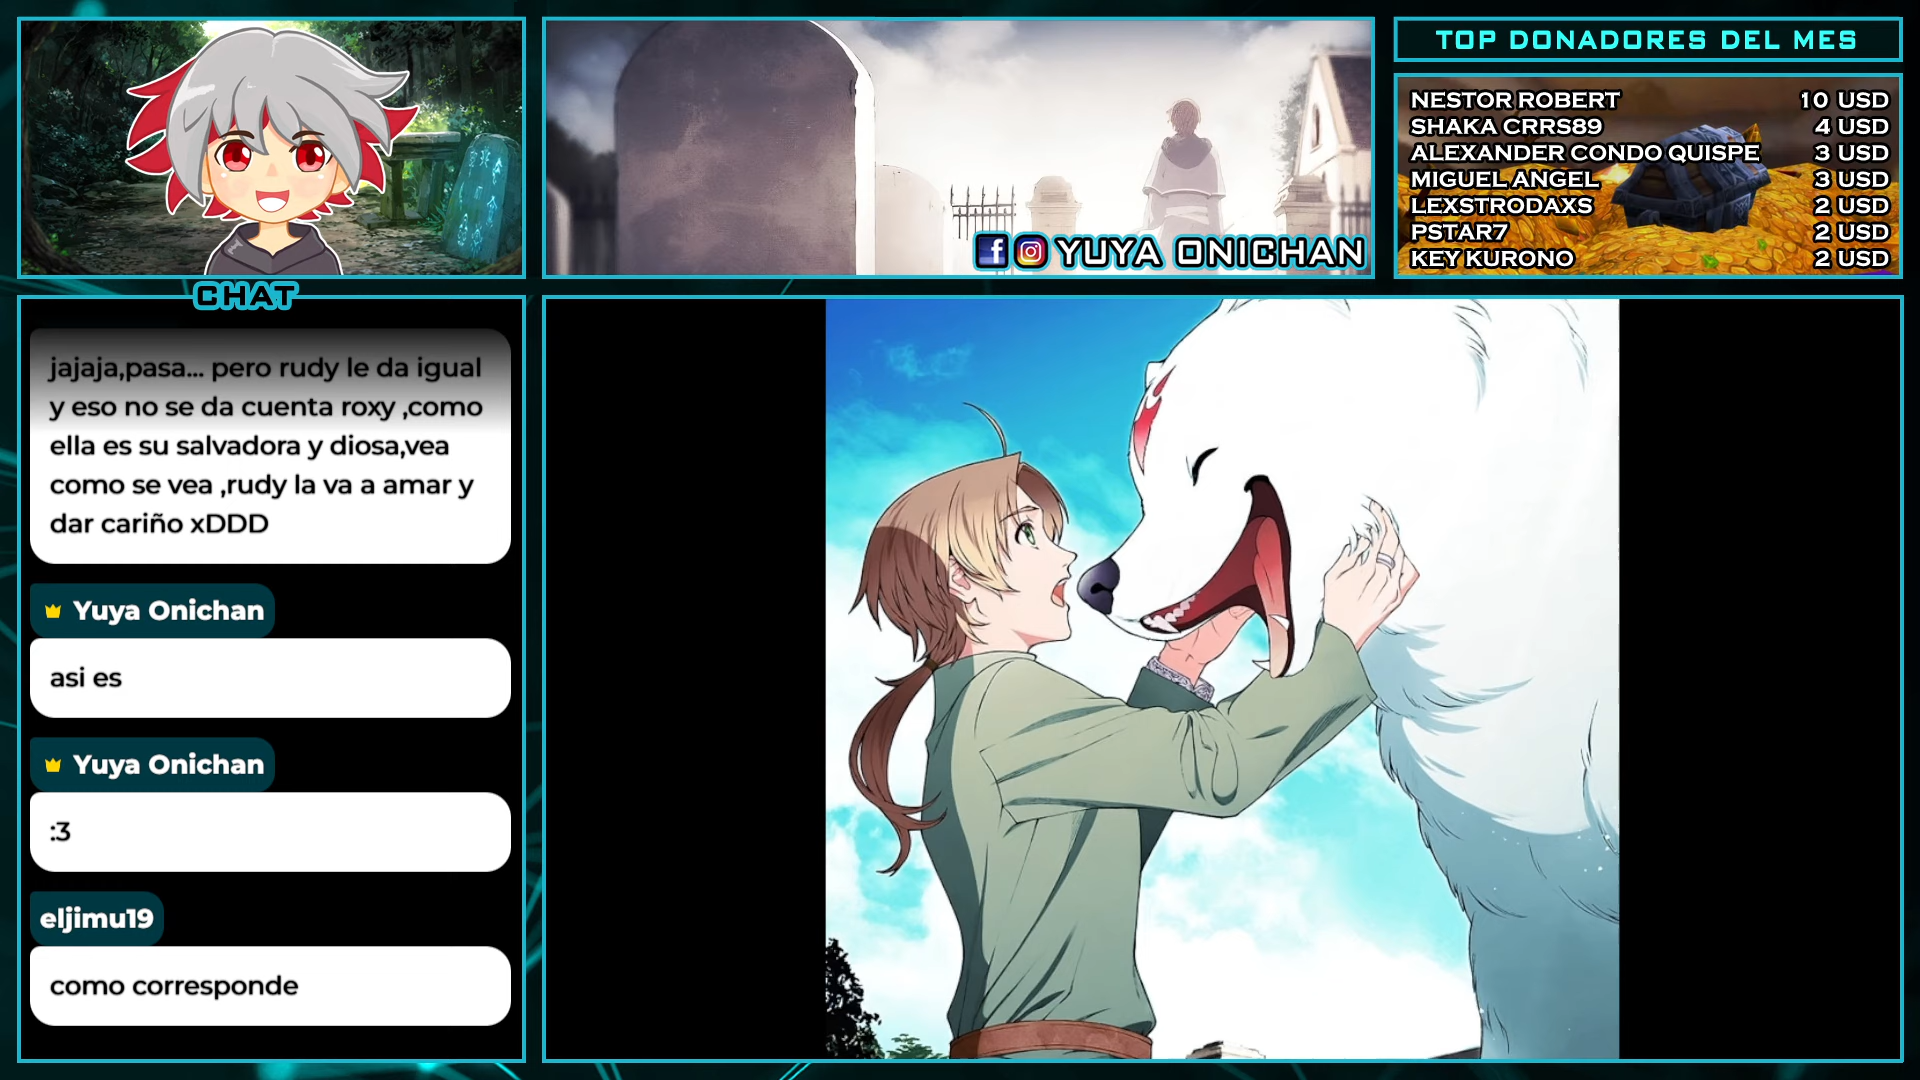 YUYA ONICHAN
TOP DONADORES DEL MES
NESTOR ROBERT 10 USD
SHAKA CRRS89 4 USD
ALEXANDER CONDO QUISPE 3 USD
MIGUEL ANGEL 3 USD
LEXSTRODAXS 2 USD
PSTAR7 2 USD
KEY KURONO 2 USD
CHAT
jajaja,pasa... pero rudy le da igual
y eso no se da cuenta roxy ,como
ella es su salvadora y diosa,vea
como se vea ,rudy la va a amar y
dar cariño xDDD
Yuya Onichan
asi es
Yuya Onichan
:3
eljimu19
como corresponde